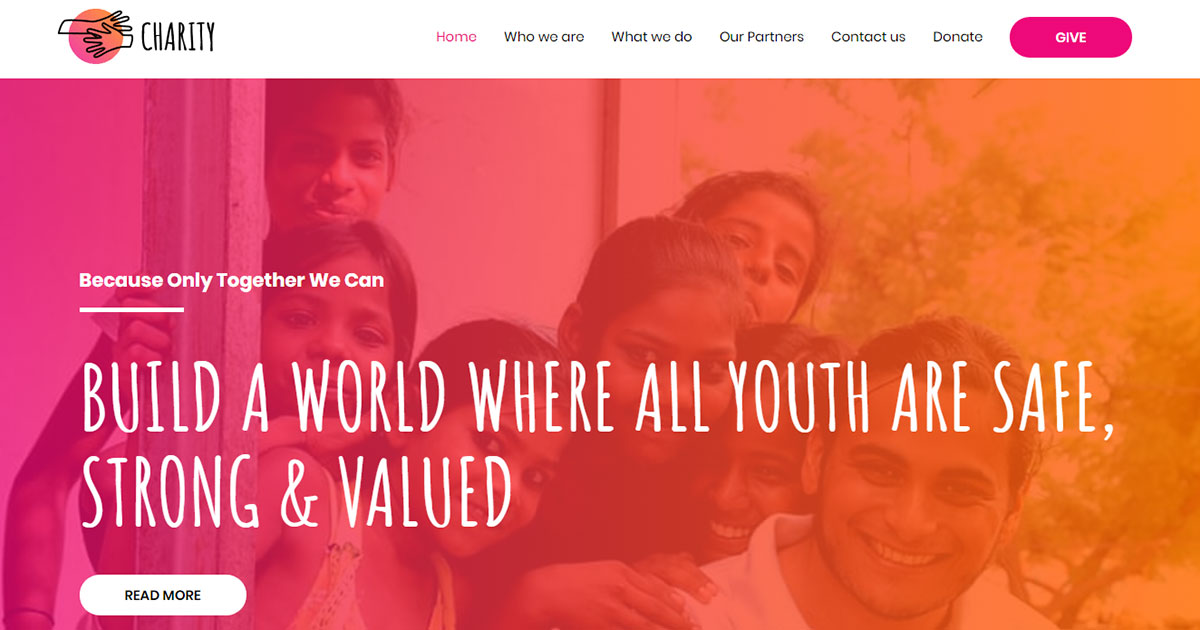 CHARITY
Home Who we are What we do Our Partners Contact us Donate GIVE
Because Only Together We Can
BUILD A WORLD WHERE ALL YOUTH ARE SAFE,
STRONG & VALUED
READ MORE